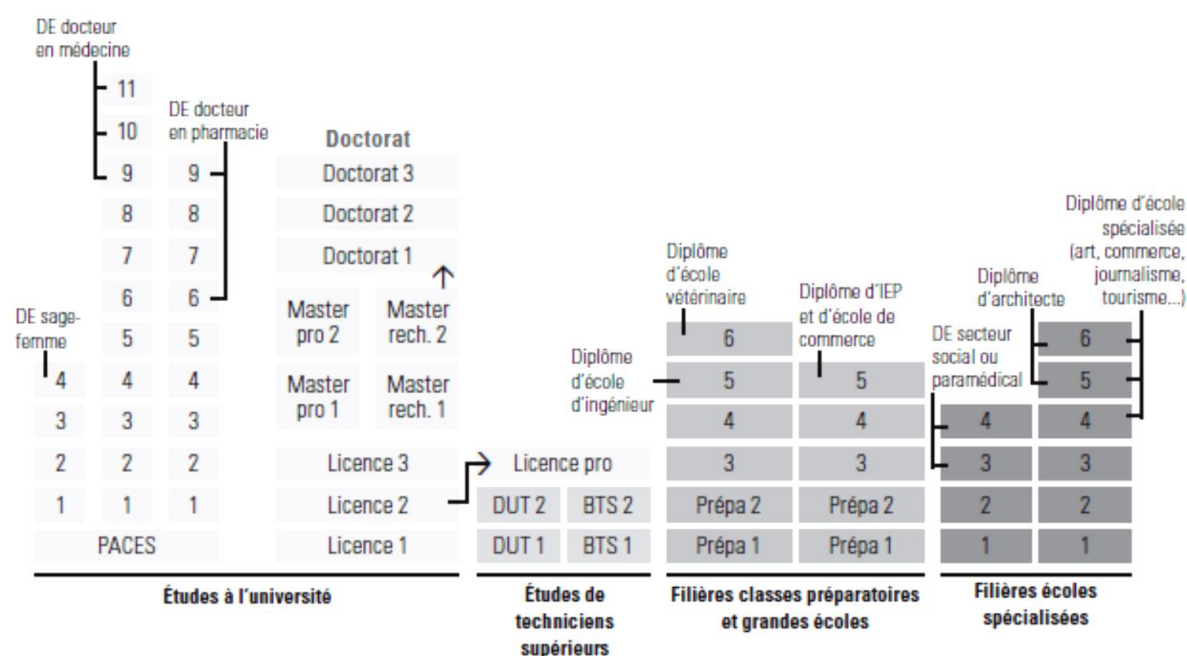 DE docteur
en médecine
11
DE docteur
en pharmacie
10
Doctorat
9 9 Doctorat 3
8 8 Doctorat 2
7 7 Doctorat 1
6 6
Master
pro 2
Master
rech. 2
DE sage-
femme
5 5
4 4 4
Master
pro 1
Master
rech. 1
3 3 3
2 2 2 Licence 3
1 1 1 Licence 2
PACES Licence 1
Études à l'université
Licence pro
DUT 2 BTS 2
DUT 1 BTS 1
Études de
techniciens
supérieurs
Diplôme
d'école
vétérinaire
Diplôme
d'école
d'ingénieur
Diplôme d'IEP
et d'école de
commerce
6
5 5
4 4
3 3
Prépa 2 Prépa 2
Prépa 1 Prépa 1
Filières classes préparatoires
et grandes écoles
Diplôme d'école
spécialisée
(art, commerce,
journalisme,
tourisme...)
Diplôme
d'architecte
DE secteur
social ou
paramédical
6
5
4 4
3 3
2 2
1 1
Filières écoles
spécialisées